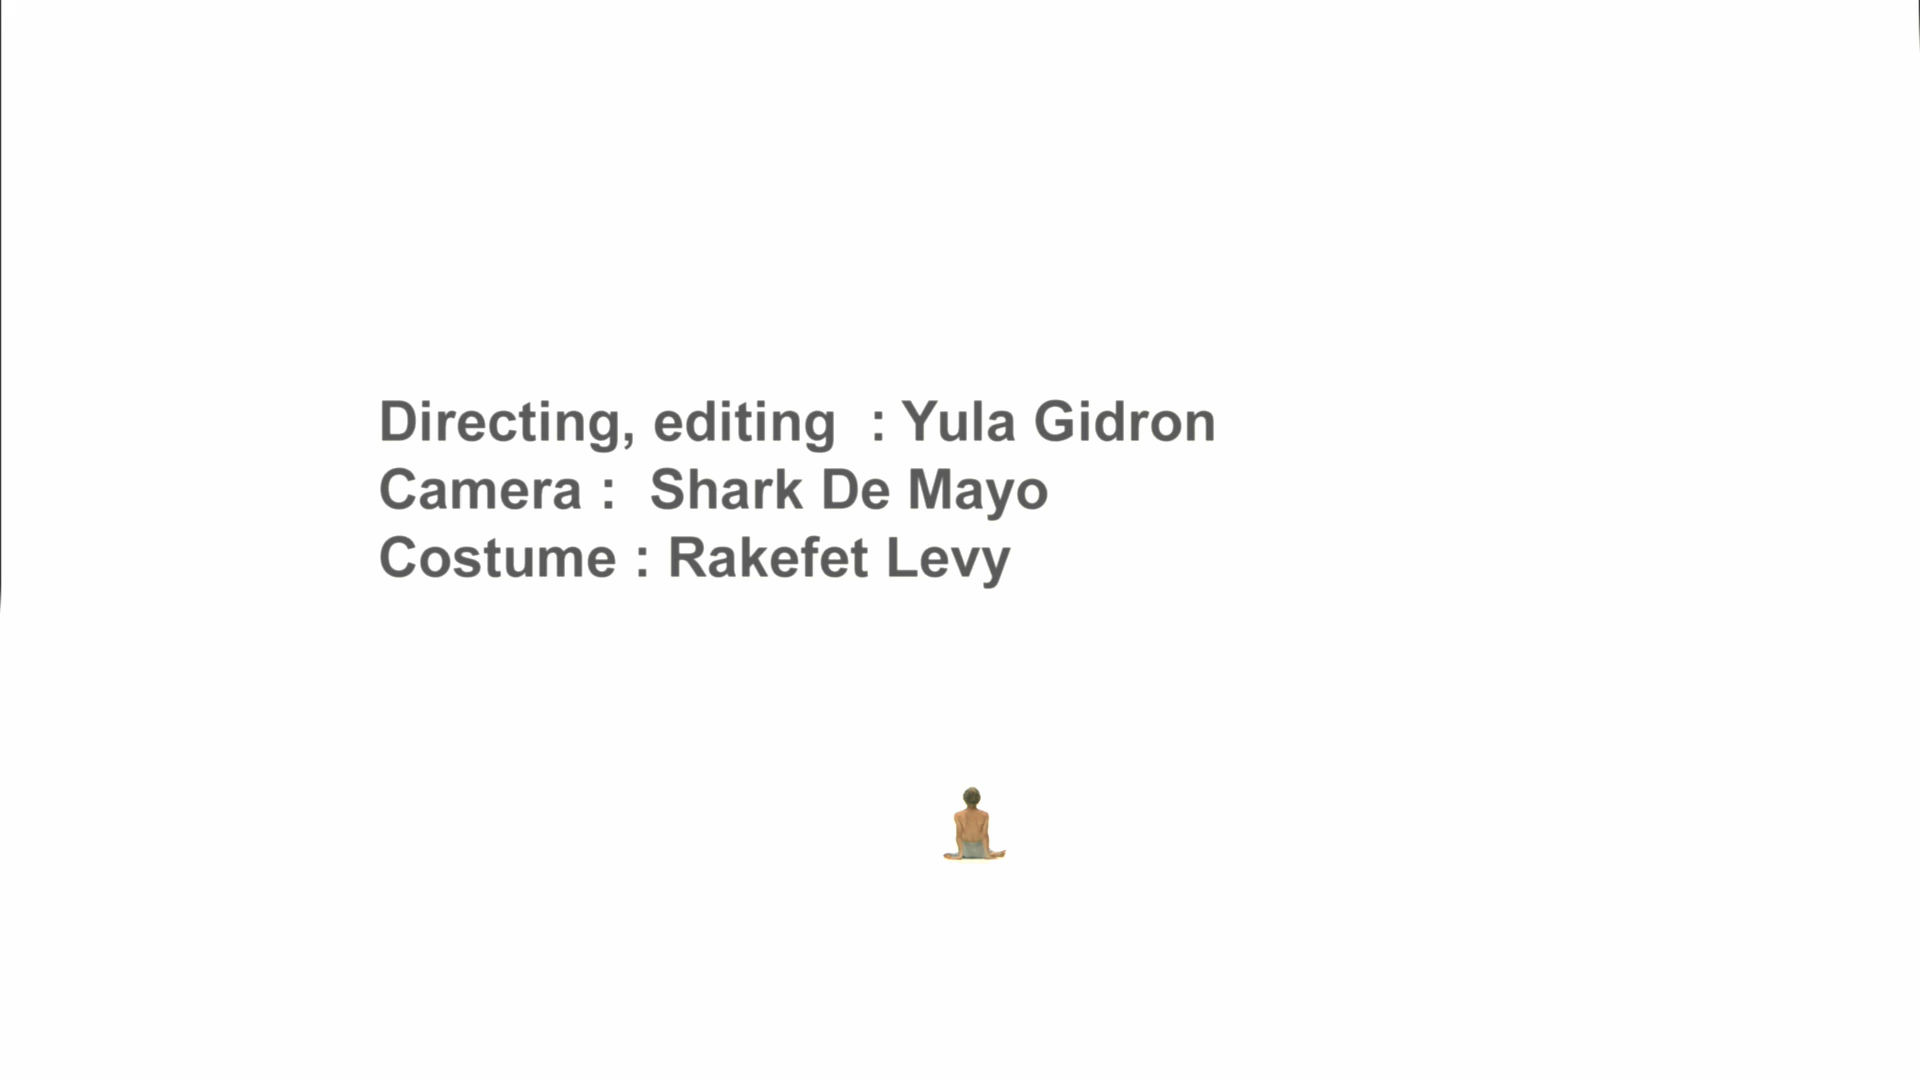 Directing, editing  : Yula Gidron
Camera :  Shark De Mayo
Costume : Rakefet Levy